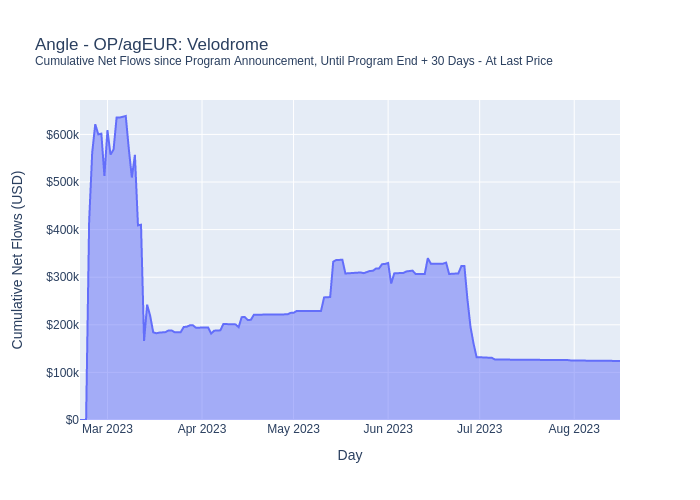 Angle - OP/agEUR: Velodrome
Cumulative Net Flows since Program Announcement, Until Program End + 30 Days - At Last Price
Cumulative Net Flows (USD)
$600k
$500k
$400k
$300k
$200k
$100k
$0
Mar 2023
Apr 2023
May 2023
Jun 2023
Jul 2023
Aug 2023
Day